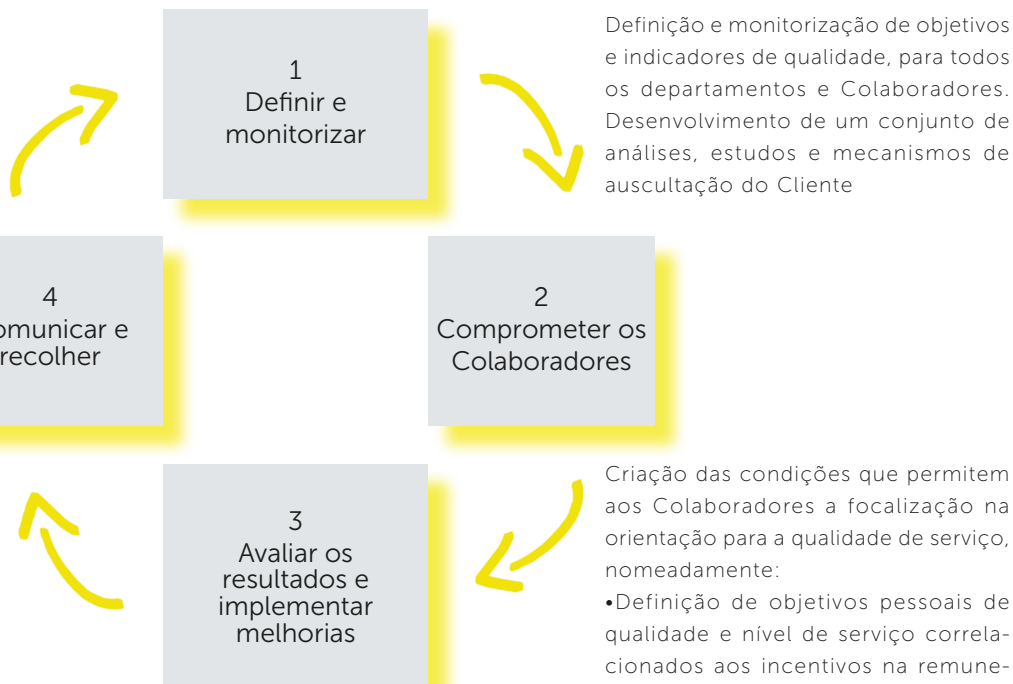 1
Definir e
monitorizar
Definição e monitorização de objetivos
e indicadores de qualidade, para todos
os departamentos e Colaboradores.
Desenvolvimento de um conjunto de
análises, estudos e mecanismos de
auscultação do Cliente
4
omunicar e
recolher
2
Comprometer os
Colaboradores
3
Avaliar os
resultados e
implementar
melhorias
Criação das condições que permitem
aos Colaboradores a focalização na
orientação para a qualidade de serviço,
nomeadamente:
•Definição de objetivos pessoais de
qualidade e nível de serviço correla-
cionados aos incentivos na remune-